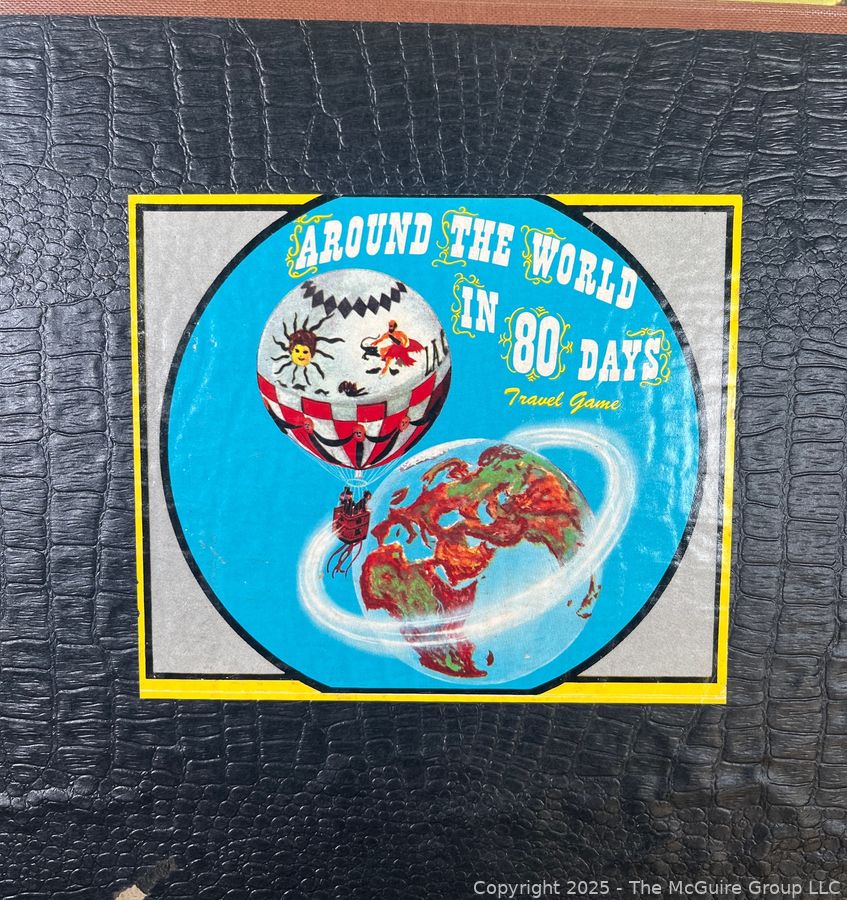 AROUND THE WORLD
IN 80 DAYS
Travel Game
Copyright 2025 - The McGuire Group LLC